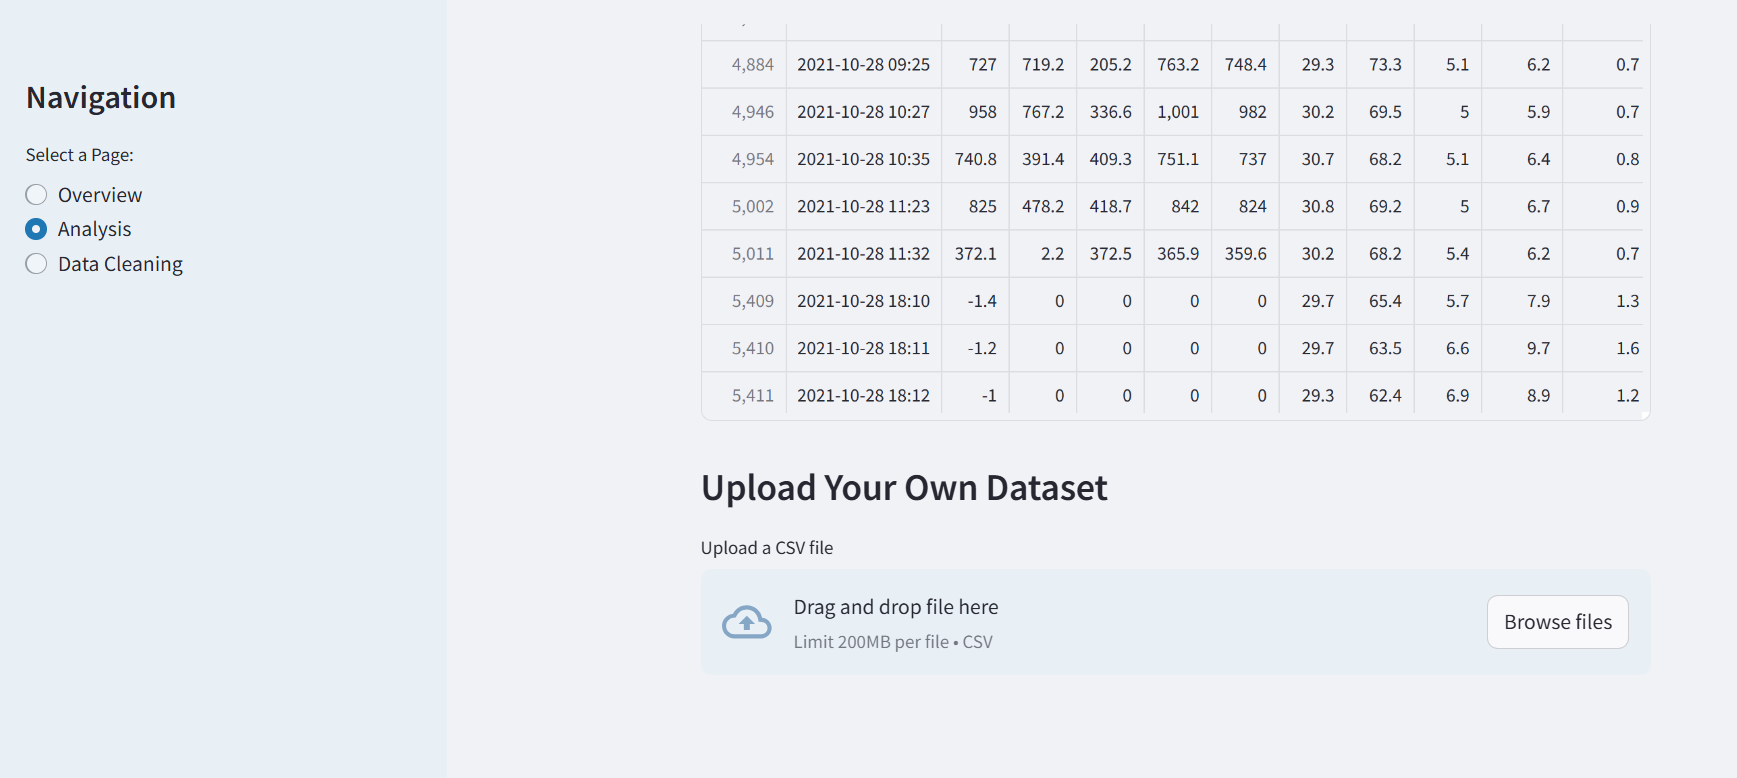 Navigation
Select a Page:
Overview
Analysis
Data Cleaning
4,884 2021-10-28 09:25 727 719.2 205.2 763.2 748.4 29.3 73.3 5.1 6.2 0.7
4,946 2021-10-28 10:27 958 767.2 336.6 1,001 982 30.2 69.5 5 5.9 0.7
4,954 2021-10-28 10:35 740.8 391.4 409.3 751.1 737 30.7 68.2 5.1 6.4 0.8
5,002 2021-10-28 11:23 825 478.2 418.7 842 824 30.8 69.2 5 6.7 0.9
5,011 2021-10-28 11:32 372.1 2.2 372.5 365.9 359.6 30.2 68.2 5.4 6.2 0.7
5,409 2021-10-28 18:10 -1.4 0 0 0 0 29.7 65.4 5.7 7.9 1.3
5,410 2021-10-28 18:11 -1.2 0 0 0 0 29.7 63.5 6.6 9.7 1.6
5,411 2021-10-28 18:12 -1 0 0 0 0 29.3 62.4 6.9 8.9 1.2
Upload Your Own Dataset
Upload a CSV file
Drag and drop file here
Limit 200MB per file • CSV
Browse files